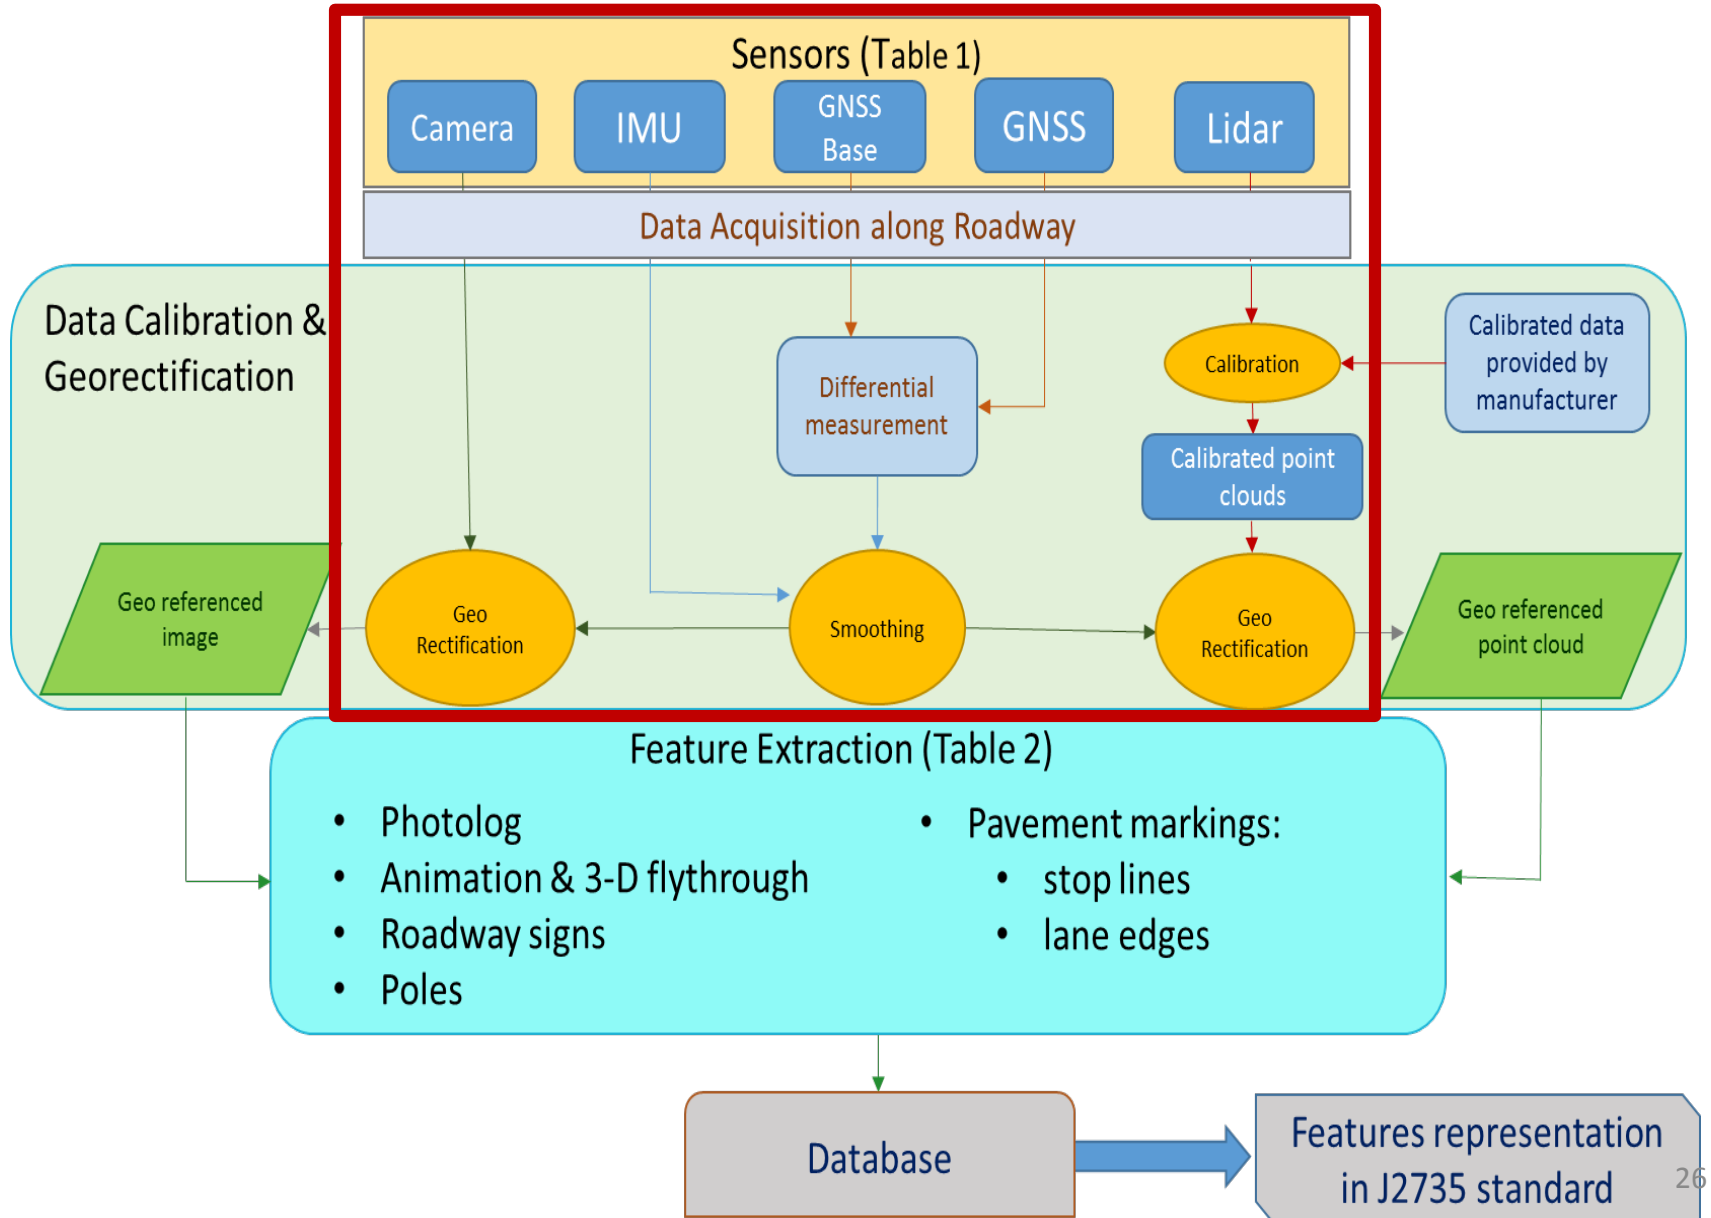 Sensors (Table 1)
Camera
IMU
GNSS
Base
GNSS
Lidar
Data Acquisition along Roadway
Data Calibration &
Georectification
Differential
measurement
Calibration
Calibrated data
provided by
manufacturer
Calibrated point
clouds
Geo referenced
image
Geo
Rectification
Smoothing
Geo
Rectification
Geo referenced
point cloud
Feature Extraction (Table 2)
• Photolog
• Animation & 3-D flythrough
• Roadway signs
• Poles
• Pavement markings:
• stop lines
• lane edges
Database
Features representation
in J2735 standard
26